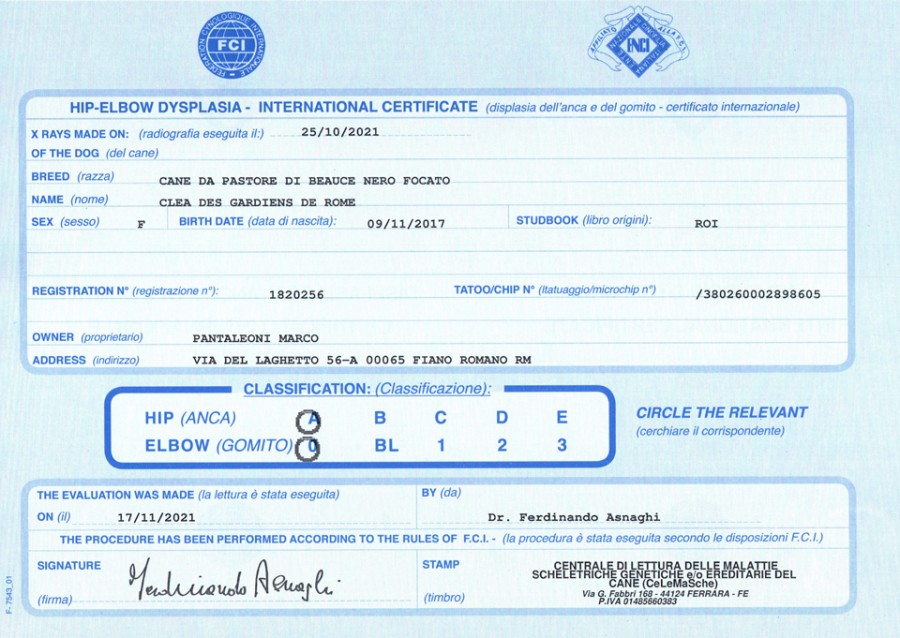 FEDERATION CYNOLOGIQUE INTERNATIONALE
FCI
AFFILIATO ALLA F.C.I.
ENCI
HIP-ELBOW DYSPLASIA - INTERNATIONAL CERTIFICATE (displasia dell'anca e del gomito - certificato internazionale)
X RAYS MADE ON: (radiografia eseguita il:) 25/10/2021
OF THE DOG (del cane)
BREED (razza) CANE DA PASTORE DI BEAUCE NERO FOCATO
NAME (nome) CLEA DES GARDIENS DE ROME
SEX (sesso) F BIRTH DATE (data di nascita): 09/11/2017 STUDBOOK (libro origini): ROI
REGISTRATION N° (registrazione n°): 1820256 TATOO/CHIP N° (tatuaggio/microchip n°) /380260002898605
OWNER (proprietario) PANTALEONI MARCO
ADDRESS (indirizzo) VIA DEL LAGHETTO 56-A 00065 FIANO ROMANO RM
CLASSIFICATION: (Classificazione):
HIP (ANCA) A B C D E
ELBOW (GOMITO) 0 BL 1 2 3
CIRCLE THE RELEVANT
(cerchiare il corrispondente)
THE EVALUATION WAS MADE (la lettura è stata eseguita) BY (da)
ON (il) 17/11/2021 Dr. Ferdinando Asnaghi
THE PROCEDURE HAS BEEN PERFORMED ACCORDING TO THE RULES OF F.C.I. - (la procedura è stata eseguita secondo le disposizioni F.C.I.)
SIGNATURE
(firma)
Ferdinando Asnaghi
STAMP
(timbro)
CENTRALE DI LETTURA DELLE MALATTIE
SCHELETRICHE GENETICHE e/o EREDITARIE DEL
CANE (CeLeMaSche)
Via G. Fabbri 168 - 44124 FERRARA - FE
P.IVA 01485660383
F- 7543_01